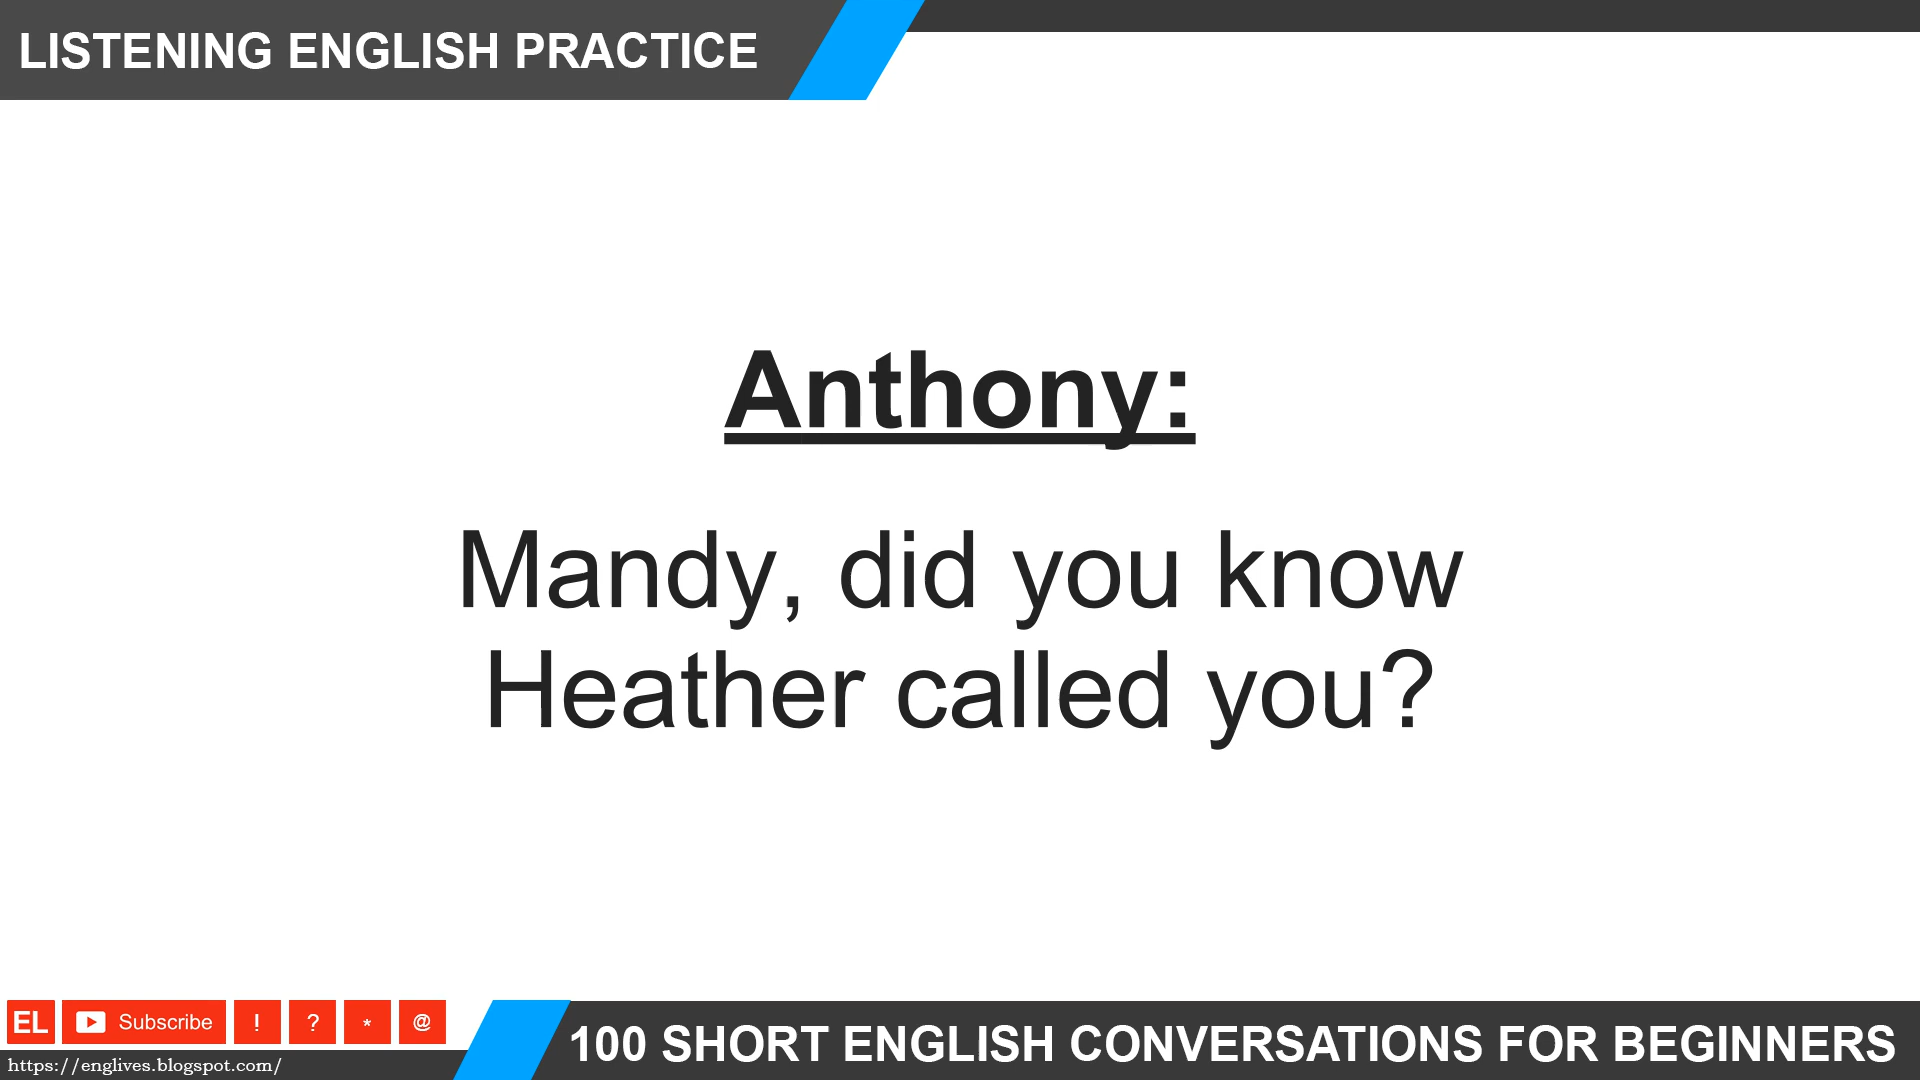 LISTENING ENGLISH PRACTICE
Anthony:
Mandy, did you know
Heather called you?
EL Subscribe ! ? * @
https://englives.blogspot.com/
100 SHORT ENGLISH CONVERSATIONS FOR BEGINNERS